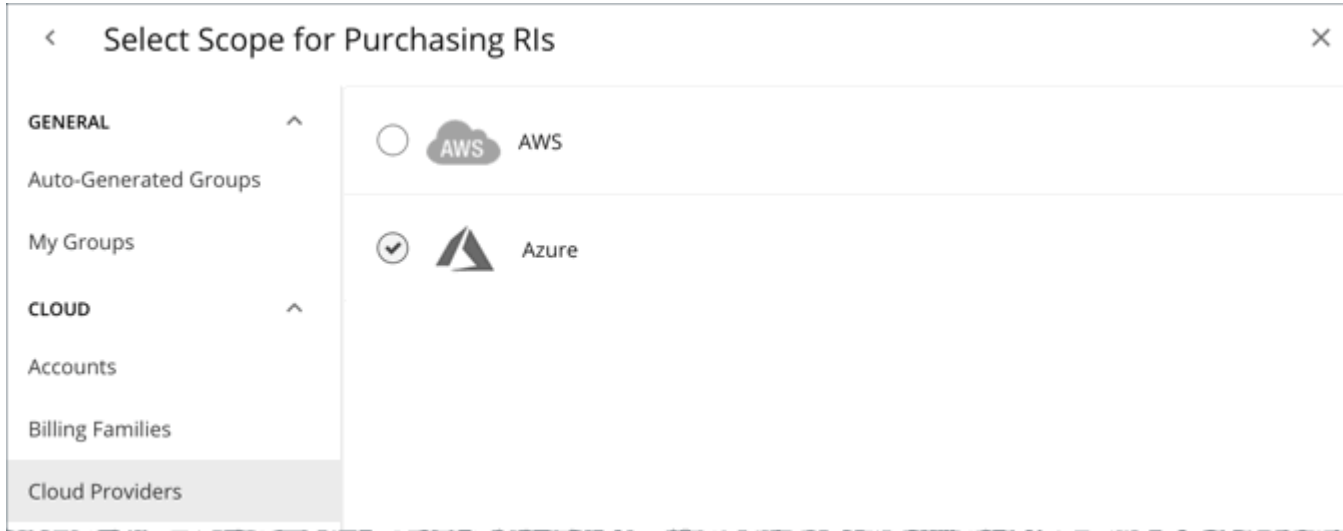 Select Scope for Purchasing RIs
GENERAL
Auto-Generated Groups
My Groups
CLOUD
Accounts
Billing Families
Cloud Providers
AWS AWS
Azure